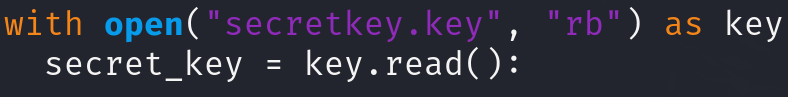 with open("secretkey.key", "rb") as key
  secret_key = key.read():